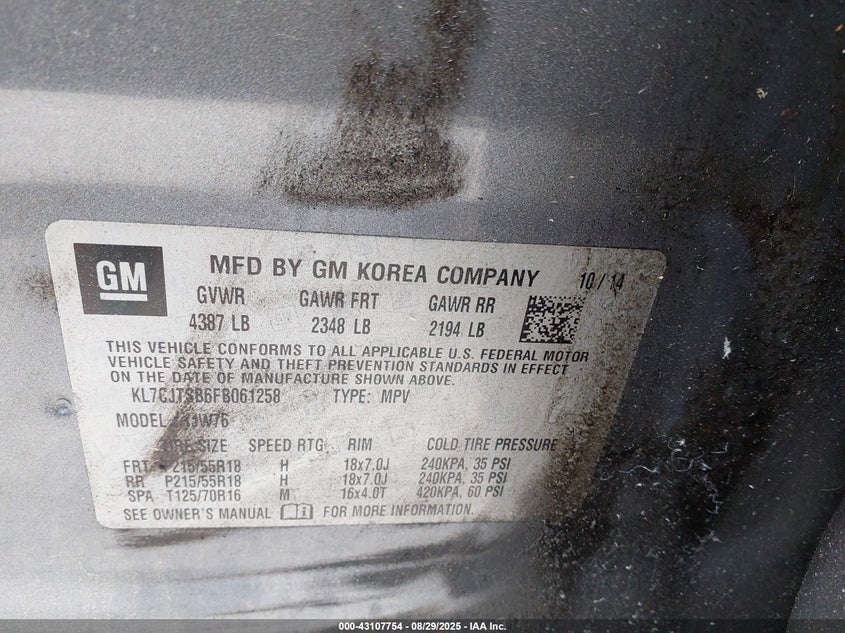 GM
MFD BY GM KOREA COMPANY 10 / 14
GVWR GAWR FRT GAWR RR
4387 LB 2348 LB 2194 LB
THIS VEHICLE CONFORMS TO ALL APPLICABLE U.S. FEDERAL MOTOR
VEHICLE SAFETY AND THEFT PREVENTION STANDARDS IN EFFECT
ON THE DATE OF MANUFACTURE SHOWN ABOVE.
KL7CJTSB6FB061258 TYPE: MPV
MODEL
SIZE SPEED RTG RIM COLD TIRE PRESSURE
FRT 215/55R18 H 18x7.0J 240KPA, 35 PSI
RR P215/55R18 H 18x7.0J 240KPA, 35 PSI
SPA T125/70R16 M 16x4.0T 420KPA, 60 PSI
SEE OWNER'S MANUAL FOR MORE INFORMATION.
000-43107754 - 08/29/2025 - IAA Inc.